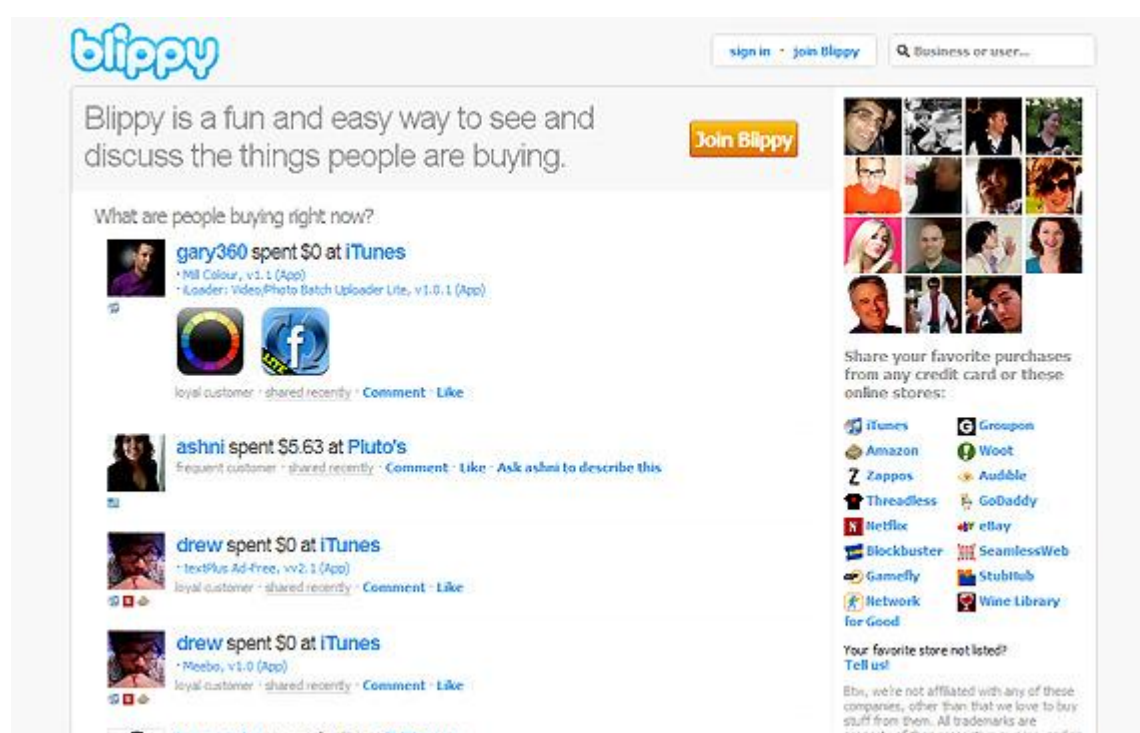 blippy
sign in · join Blippy
Business or user...
Blippy is a fun and easy way to see and
discuss the things people are buying.
Join Blippy
What are people buying right now?
gary360 spent $0 at iTunes
· Mill Colour, v1.1 (App)
· iLoader: Video/Photo Batch Uploader Lite, v1.0.1 (App)
f
LITE
loyal customer · shared recently · Comment · Like
ashni spent $5.63 at Pluto's
frequent customer · shared recently · Comment · Like · Ask ashni to describe this
drew spent $0 at iTunes
· textPlus Ad-Free, vv2.1 (App)
loyal customer · shared recently · Comment · Like
drew spent $0 at iTunes
· Meebo, v1.0 (App)
loyal customer · shared recently · Comment · Like
Share your favorite purchases
from any credit card or these
online stores:
iTunes
Amazon
Zappos
Threadless
Netflix
Blockbuster
Gamefly
Network
for Good
Groupon
Woot
Audible
GoDaddy
eBay
SeamlessWeb
StubHub
Wine Library
Your favorite store not listed?
Tell us!
Btw, we're not affiliated with any of these
companies, other than that we love to buy
stuff from them. All trademarks are